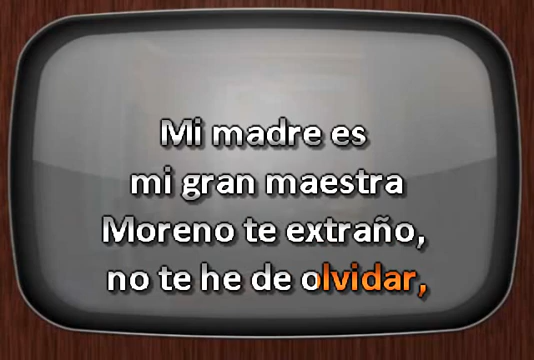 Mi madre es
mi gran maestra
Moreno te extraño,
no te he de olvidar,